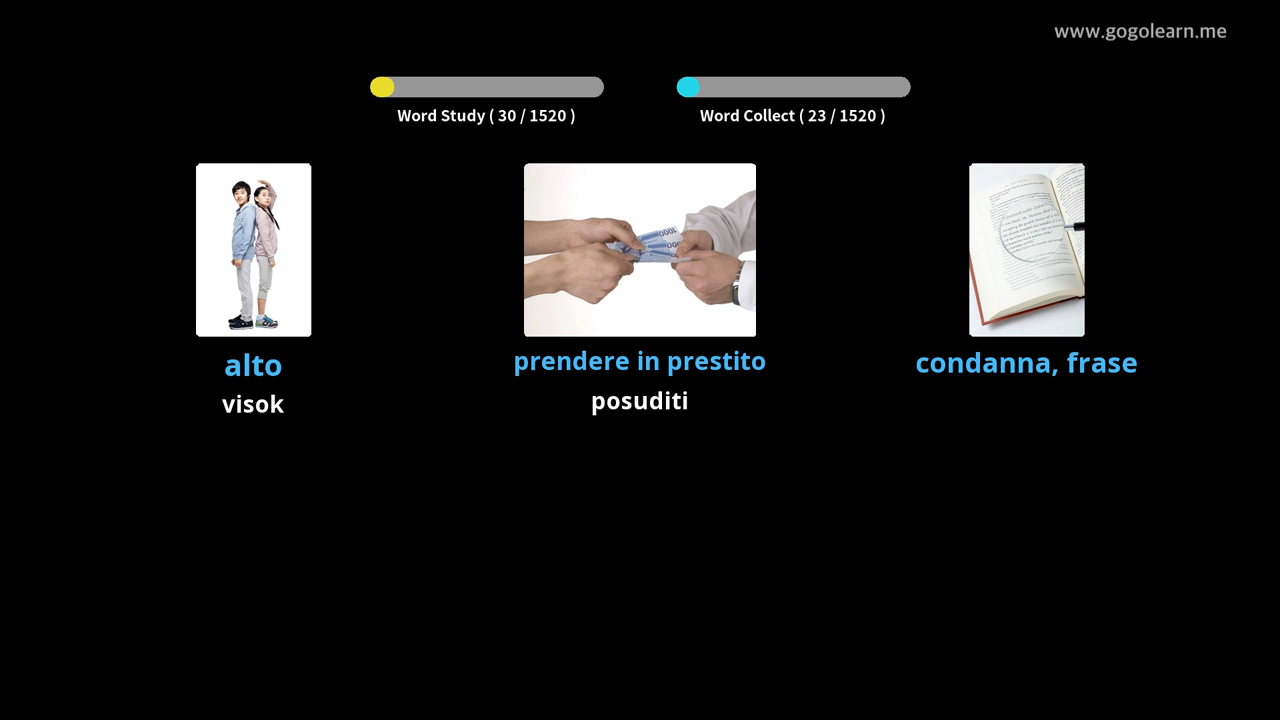 www.gogolearn.me
Word Study ( 30 / 1520 )
Word Collect ( 23 / 1520 )
alto
visok
prendere in prestito
posuditi
condanna, frase